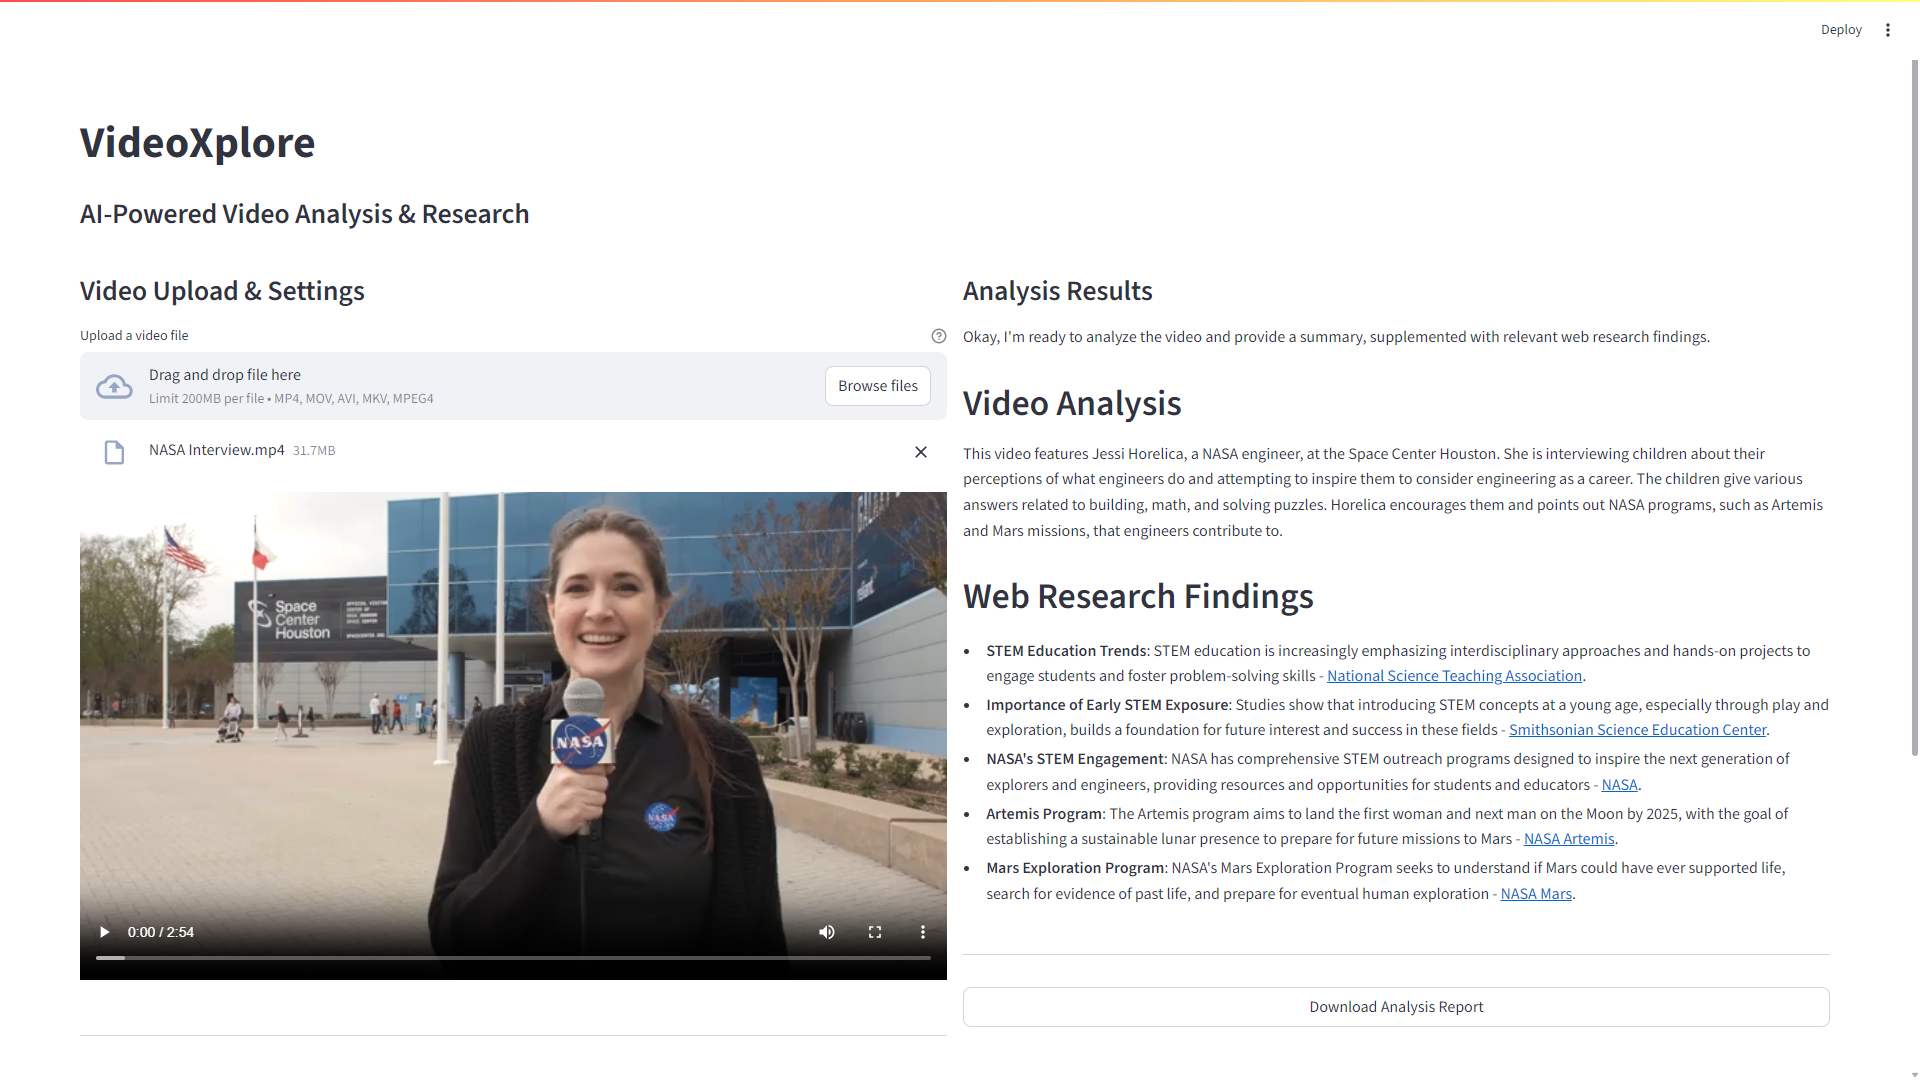 Deploy
VideoXplore
AI-Powered Video Analysis & Research
Video Upload & Settings
Upload a video file
Drag and drop file here
Limit 200MB per file • MP4, MOV, AVI, MKV, MPEG4
Browse files
NASA Interview.mp4 31.7MB
Space
Center
Houston
OFFICIAL VISITOR
CENTER OF
NASA JOHNSON
SPACE CENTER
SPACECENTER.ORG
NASA
NASA
0:00 / 2:54
Analysis Results
Okay, I'm ready to analyze the video and provide a summary, supplemented with relevant web research findings.
Video Analysis
This video features Jessi Horelica, a NASA engineer, at the Space Center Houston. She is interviewing children about their
perceptions of what engineers do and attempting to inspire them to consider engineering as a career. The children give various
answers related to building, math, and solving puzzles. Horelica encourages them and points out NASA programs, such as Artemis
and Mars missions, that engineers contribute to.
Web Research Findings
• STEM Education Trends: STEM education is increasingly emphasizing interdisciplinary approaches and hands-on projects to
engage students and foster problem-solving skills - National Science Teaching Association.
• Importance of Early STEM Exposure: Studies show that introducing STEM concepts at a young age, especially through play and
exploration, builds a foundation for future interest and success in these fields - Smithsonian Science Education Center.
• NASA's STEM Engagement: NASA has comprehensive STEM outreach programs designed to inspire the next generation of
explorers and engineers, providing resources and opportunities for students and educators - NASA.
• Artemis Program: The Artemis program aims to land the first woman and next man on the Moon by 2025, with the goal of
establishing a sustainable lunar presence to prepare for future missions to Mars - NASA Artemis.
• Mars Exploration Program: NASA's Mars Exploration Program seeks to understand if Mars could have ever supported life,
search for evidence of past life, and prepare for eventual human exploration - NASA Mars.
Download Analysis Report